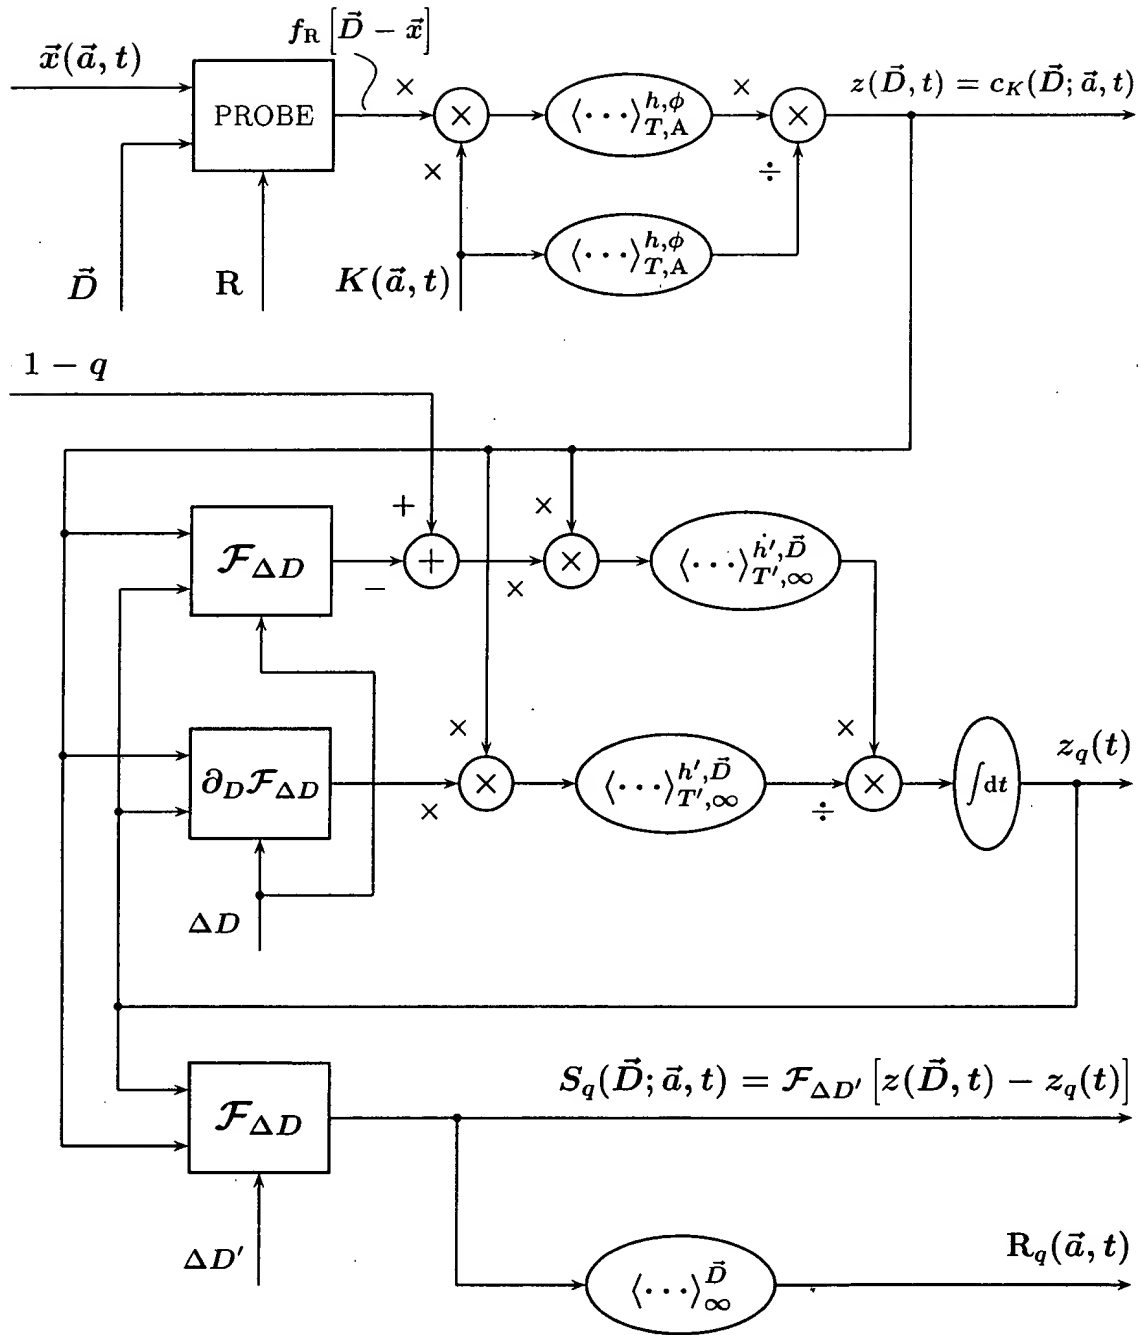 f_R [D⃗ − x⃗]
x⃗(a⃗, t)
PROBE
×
×
⟨···⟩^{h,ϕ}_{T,A}
×
×
z(D⃗, t) = c_K(D⃗; a⃗, t)
×
÷
⟨···⟩^{h,ϕ}_{T,A}
D⃗
R
K(a⃗, t)
1 − q
+
×
𝓕_{ΔD}
+
×
⟨···⟩^{h′,D⃗}_{T′,∞}
−
×
×
×
z_q(t)
∂_D𝓕_{ΔD}
×
⟨···⟩^{h′,D⃗}_{T′,∞}
×
∫dt
×
÷
ΔD
S_q(D⃗; a⃗, t) = 𝓕_{ΔD′} [z(D⃗, t) − z_q(t)]
𝓕_{ΔD}
R_q(a⃗, t)
ΔD′
⟨···⟩^{D⃗}_∞